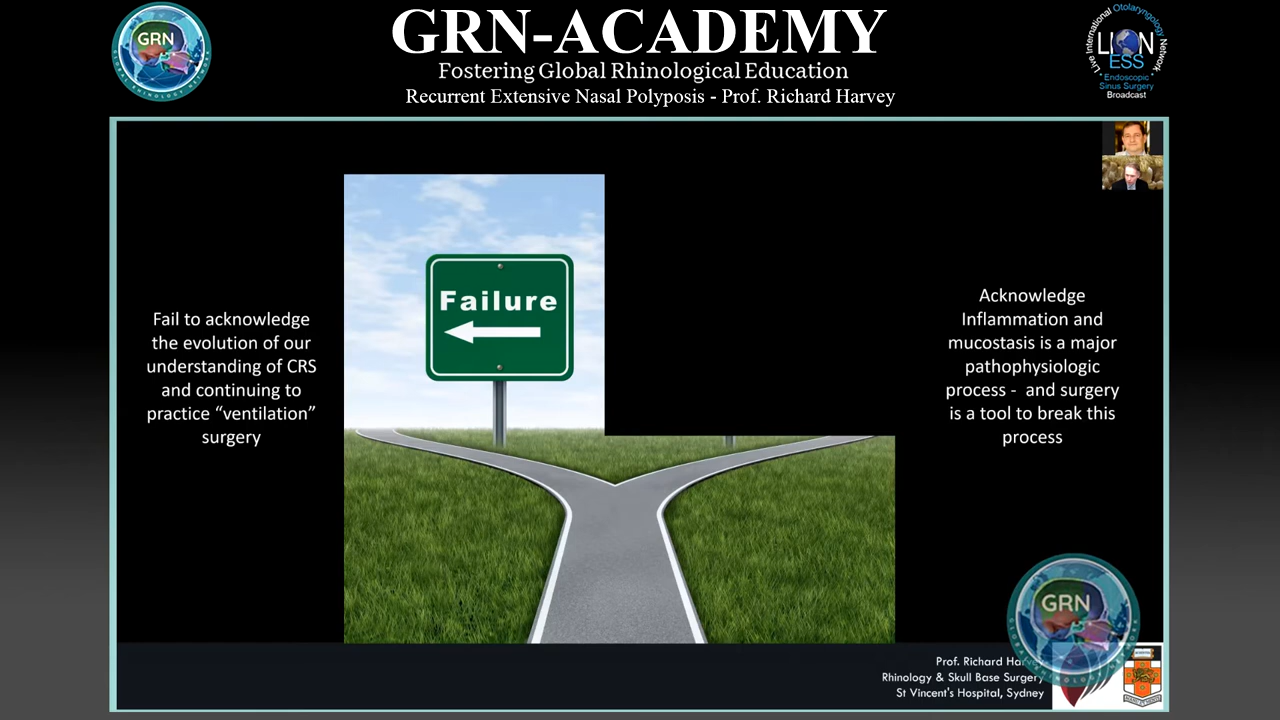 GRN-ACADEMY
Fostering Global Rhinological Education
Recurrent Extensive Nasal Polyposis - Prof. Richard Harvey
GRN
GLOBAL RHINOLOGY NETWORK
Live International Otolaryngology Network
LION
ESS
Endoscopic
Sinus Surgery
Broadcast
Failure
Fail to acknowledge
the evolution of our
understanding of CRS
and continuing to
practice “ventilation”
surgery
Acknowledge
Inflammation and
mucostasis is a major
pathophysiologic
process - and surgery
is a tool to break this
process
GRN
Prof. Richard Harvey
Rhinology & Skull Base Surgery
St Vincent's Hospital, Sydney